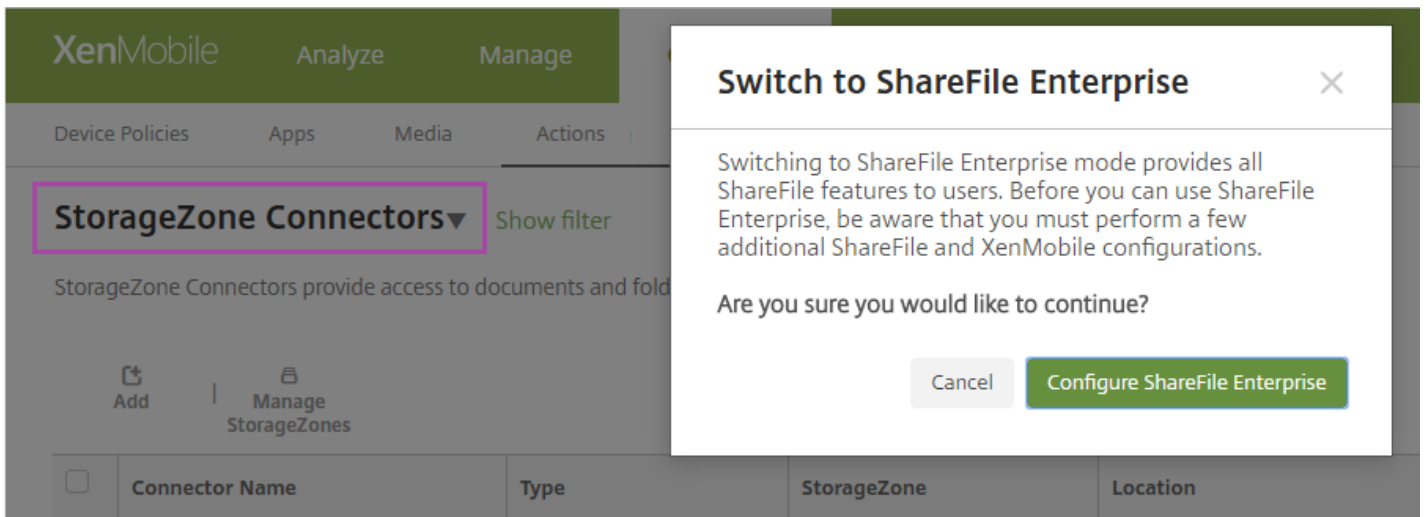 XenMobile Analyze Manage
Device Policies Apps Media Actions
StorageZone Connectors▼ Show filter
StorageZone Connectors provide access to documents and fold
Add | Manage
StorageZones
Connector Name Type StorageZone Location
Switch to ShareFile Enterprise ×
Switching to ShareFile Enterprise mode provides all
ShareFile features to users. Before you can use ShareFile
Enterprise, be aware that you must perform a few
additional ShareFile and XenMobile configurations.
Are you sure you would like to continue?
Cancel Configure ShareFile Enterprise